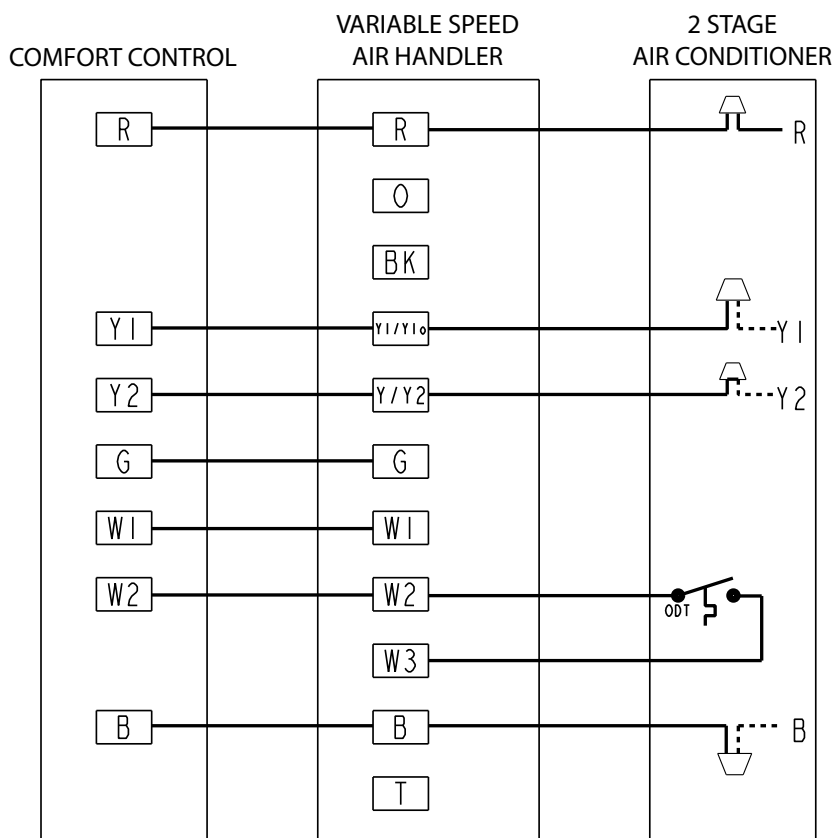 COMFORT CONTROL
VARIABLE SPEED
AIR HANDLER
2 STAGE
AIR CONDITIONER
R R R
O
BK
Y1 Y1/Y1o Y1
Y2 Y/Y2 Y2
G G
W1 W1
W2 W2 ODT
W3
B B B
T